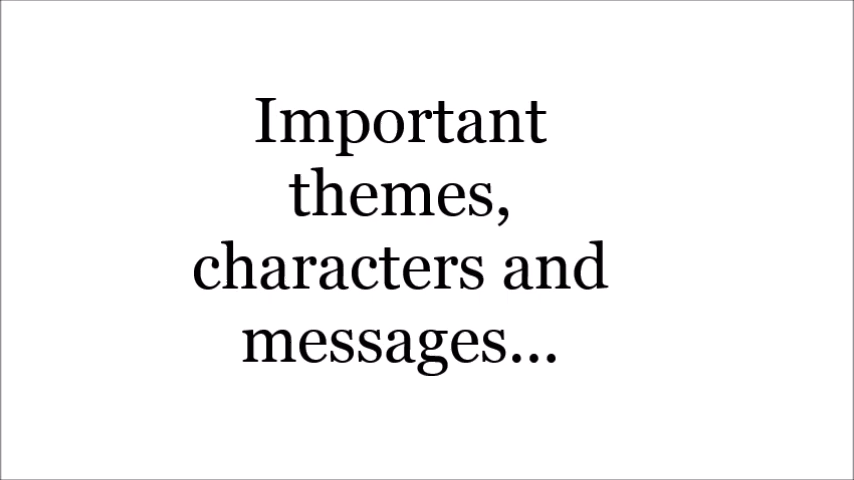 Important
themes,
characters and
messages...